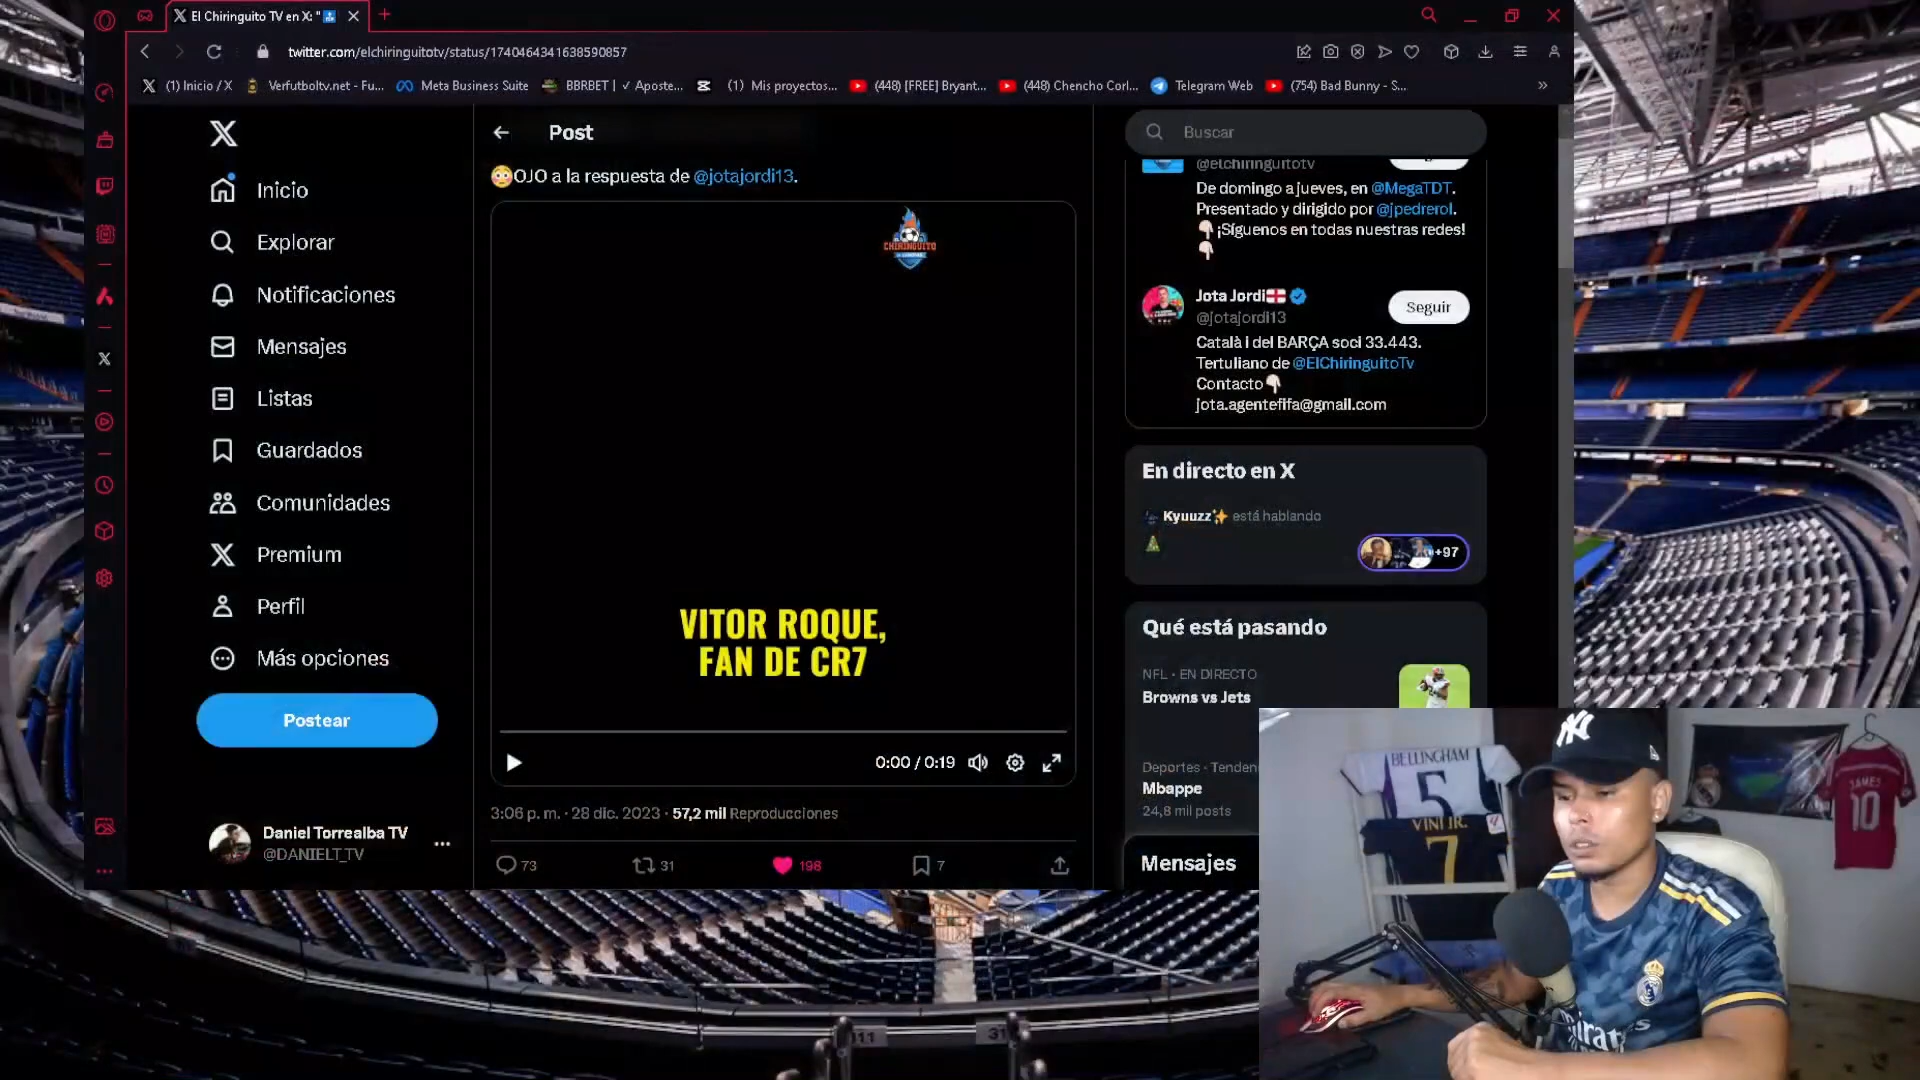 El Chiringuito TV en X: "
twitter.com/elchiringuitotv/status/1740464341638590857
(1) Inicio / X
Verfutboltv.net - Fu...
Meta Business Suite
BBRBET | ✓ Aposte...
(1) Mis proyectos...
(448) [FREE] Bryant...
(448) Chencho Corl...
Telegram Web
(754) Bad Bunny - S...
Inicio
Explorar
Notificaciones
Mensajes
Listas
Guardados
Comunidades
Premium
Perfil
Más opciones
Postear
Daniel Torrealba TV
@DANIELT_TV
Post
😳OJO a la respuesta de @jotajordi13.
CHIRINGUITO
VITOR ROQUE,
FAN DE CR7
0:00 / 0:19
3:06 p. m. · 28 dic. 2023 · 57,2 mil Reproducciones
73
31
198
7
Buscar
@elchiringuitotv
De domingo a jueves, en @MegaTDT.
Presentado y dirigido por @jpedrerol.
👇🏻¡Síguenos en todas nuestras redes!
👇🏻
Jota Jordi
@jotajordi13
Seguir
Català i del BARÇA soci 33.443.
Tertuliano de @ElChiringuitoTv
Contacto👇🏻
jota.agentefifa@gmail.com
En directo en X
Kyuuzz✨ está hablando
+97
Qué está pasando
NFL · EN DIRECTO
Browns vs Jets
Deportes · Tenden
Mbappe
24,8 mil posts
Mensajes
BELLINGHAM
5
VINI JR.
7
JAMES
10
311